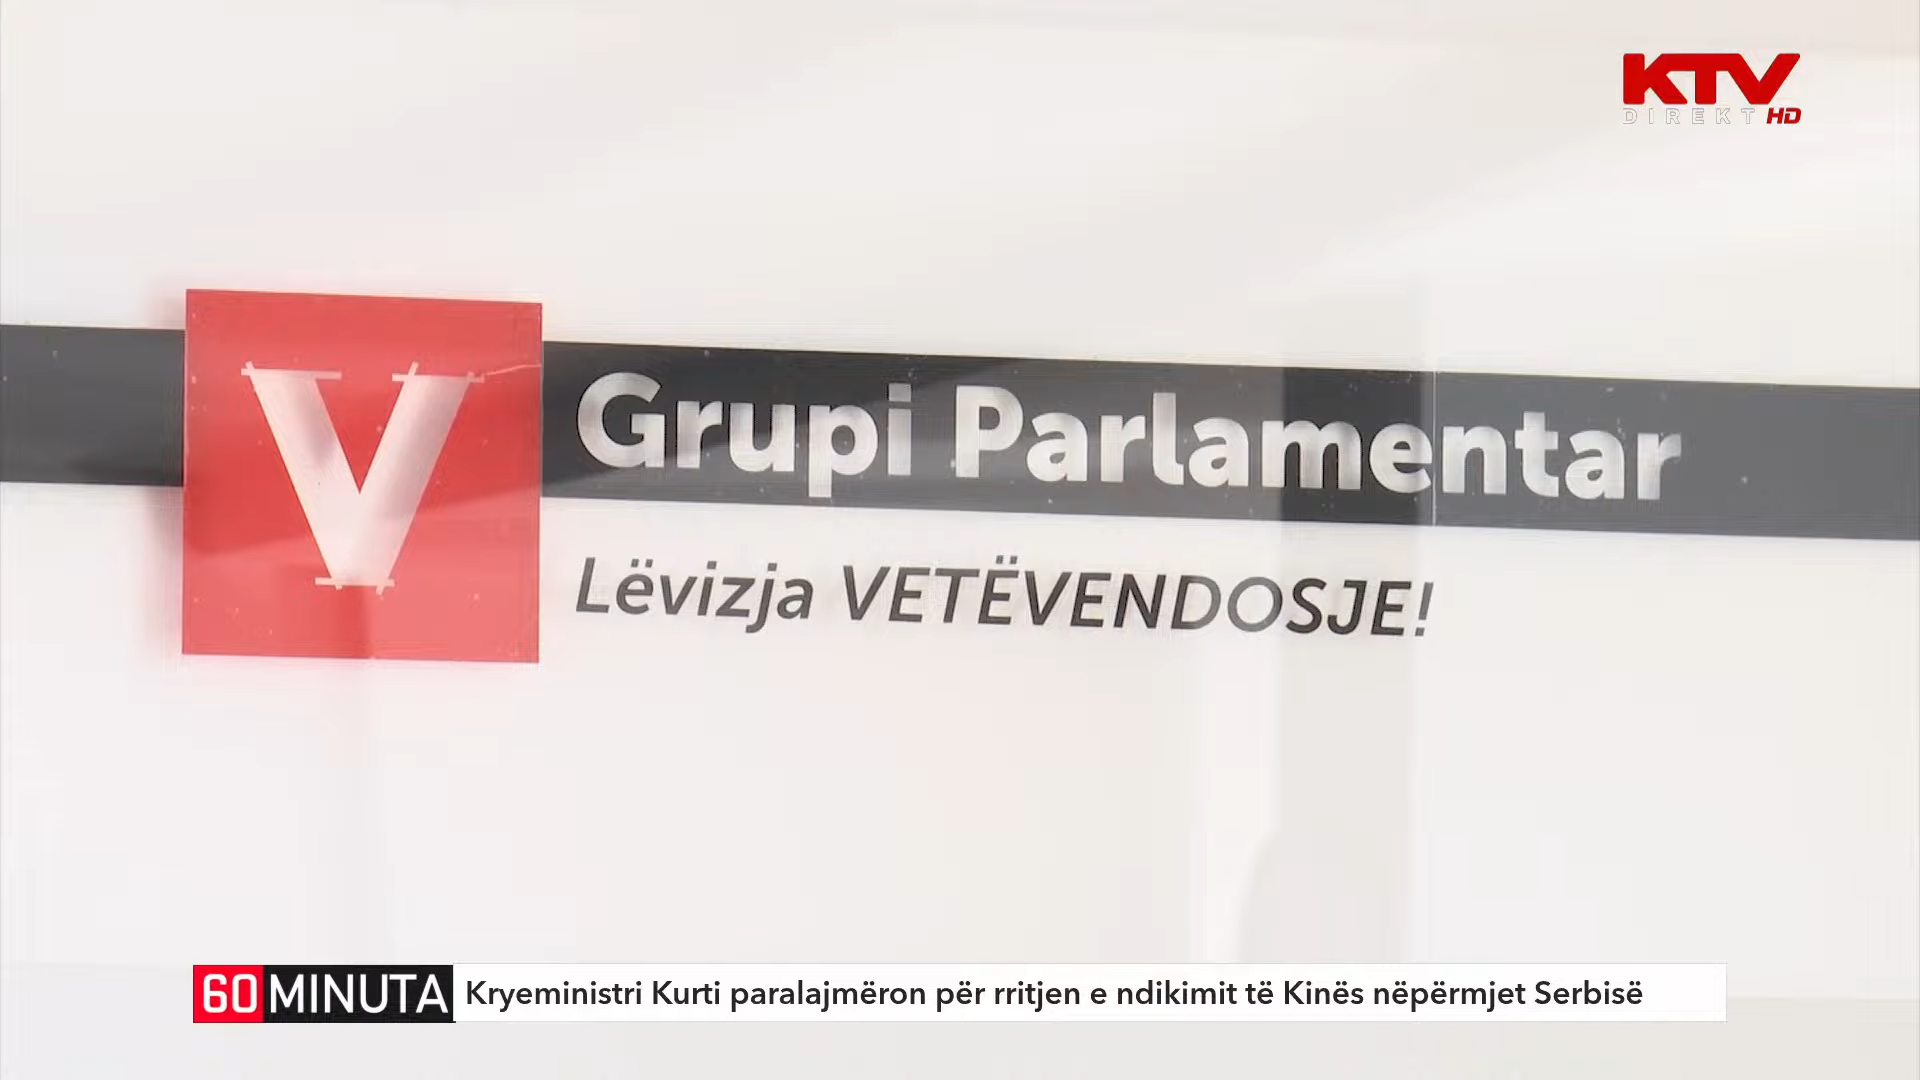 KTV
DIREKT HD
V
Grupi Parlamentar
Lëvizja VETËVENDOSJE!
60 MINUTA Kryeministri Kurti paralajmëron për rritjen e ndikimit të Kinës nëpërmjet Serbisë